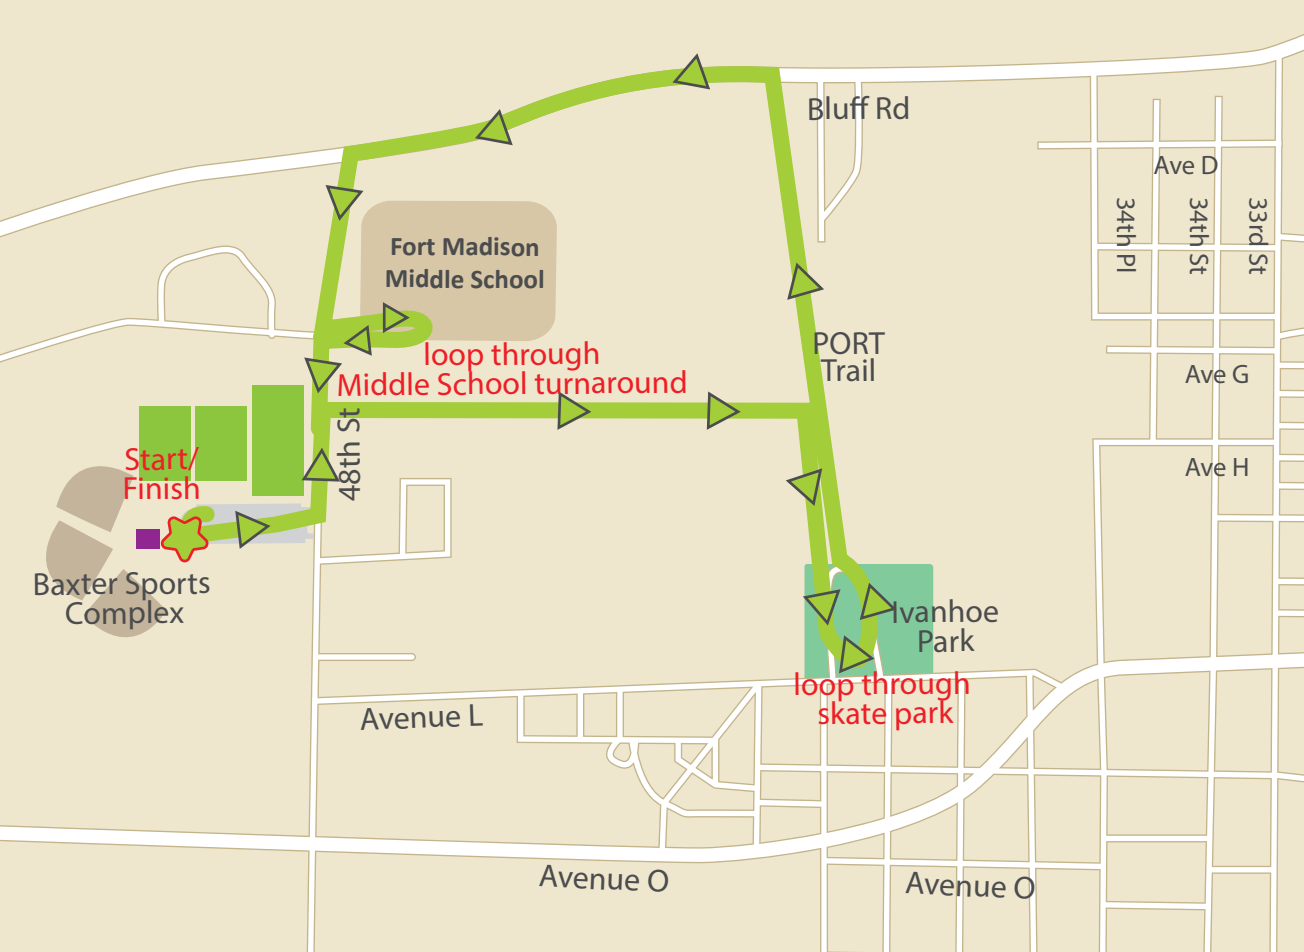 Bluff Rd
Ave D
34th Pl
34th St
33rd St
Fort Madison
Middle School
PORT
Trail
loop through
Middle School turnaround
Ave G
48th St
Start/
Finish
Ave H
Baxter Sports
Complex
Ivanhoe
Park
loop through
skate park
Avenue L
Avenue O
Avenue O